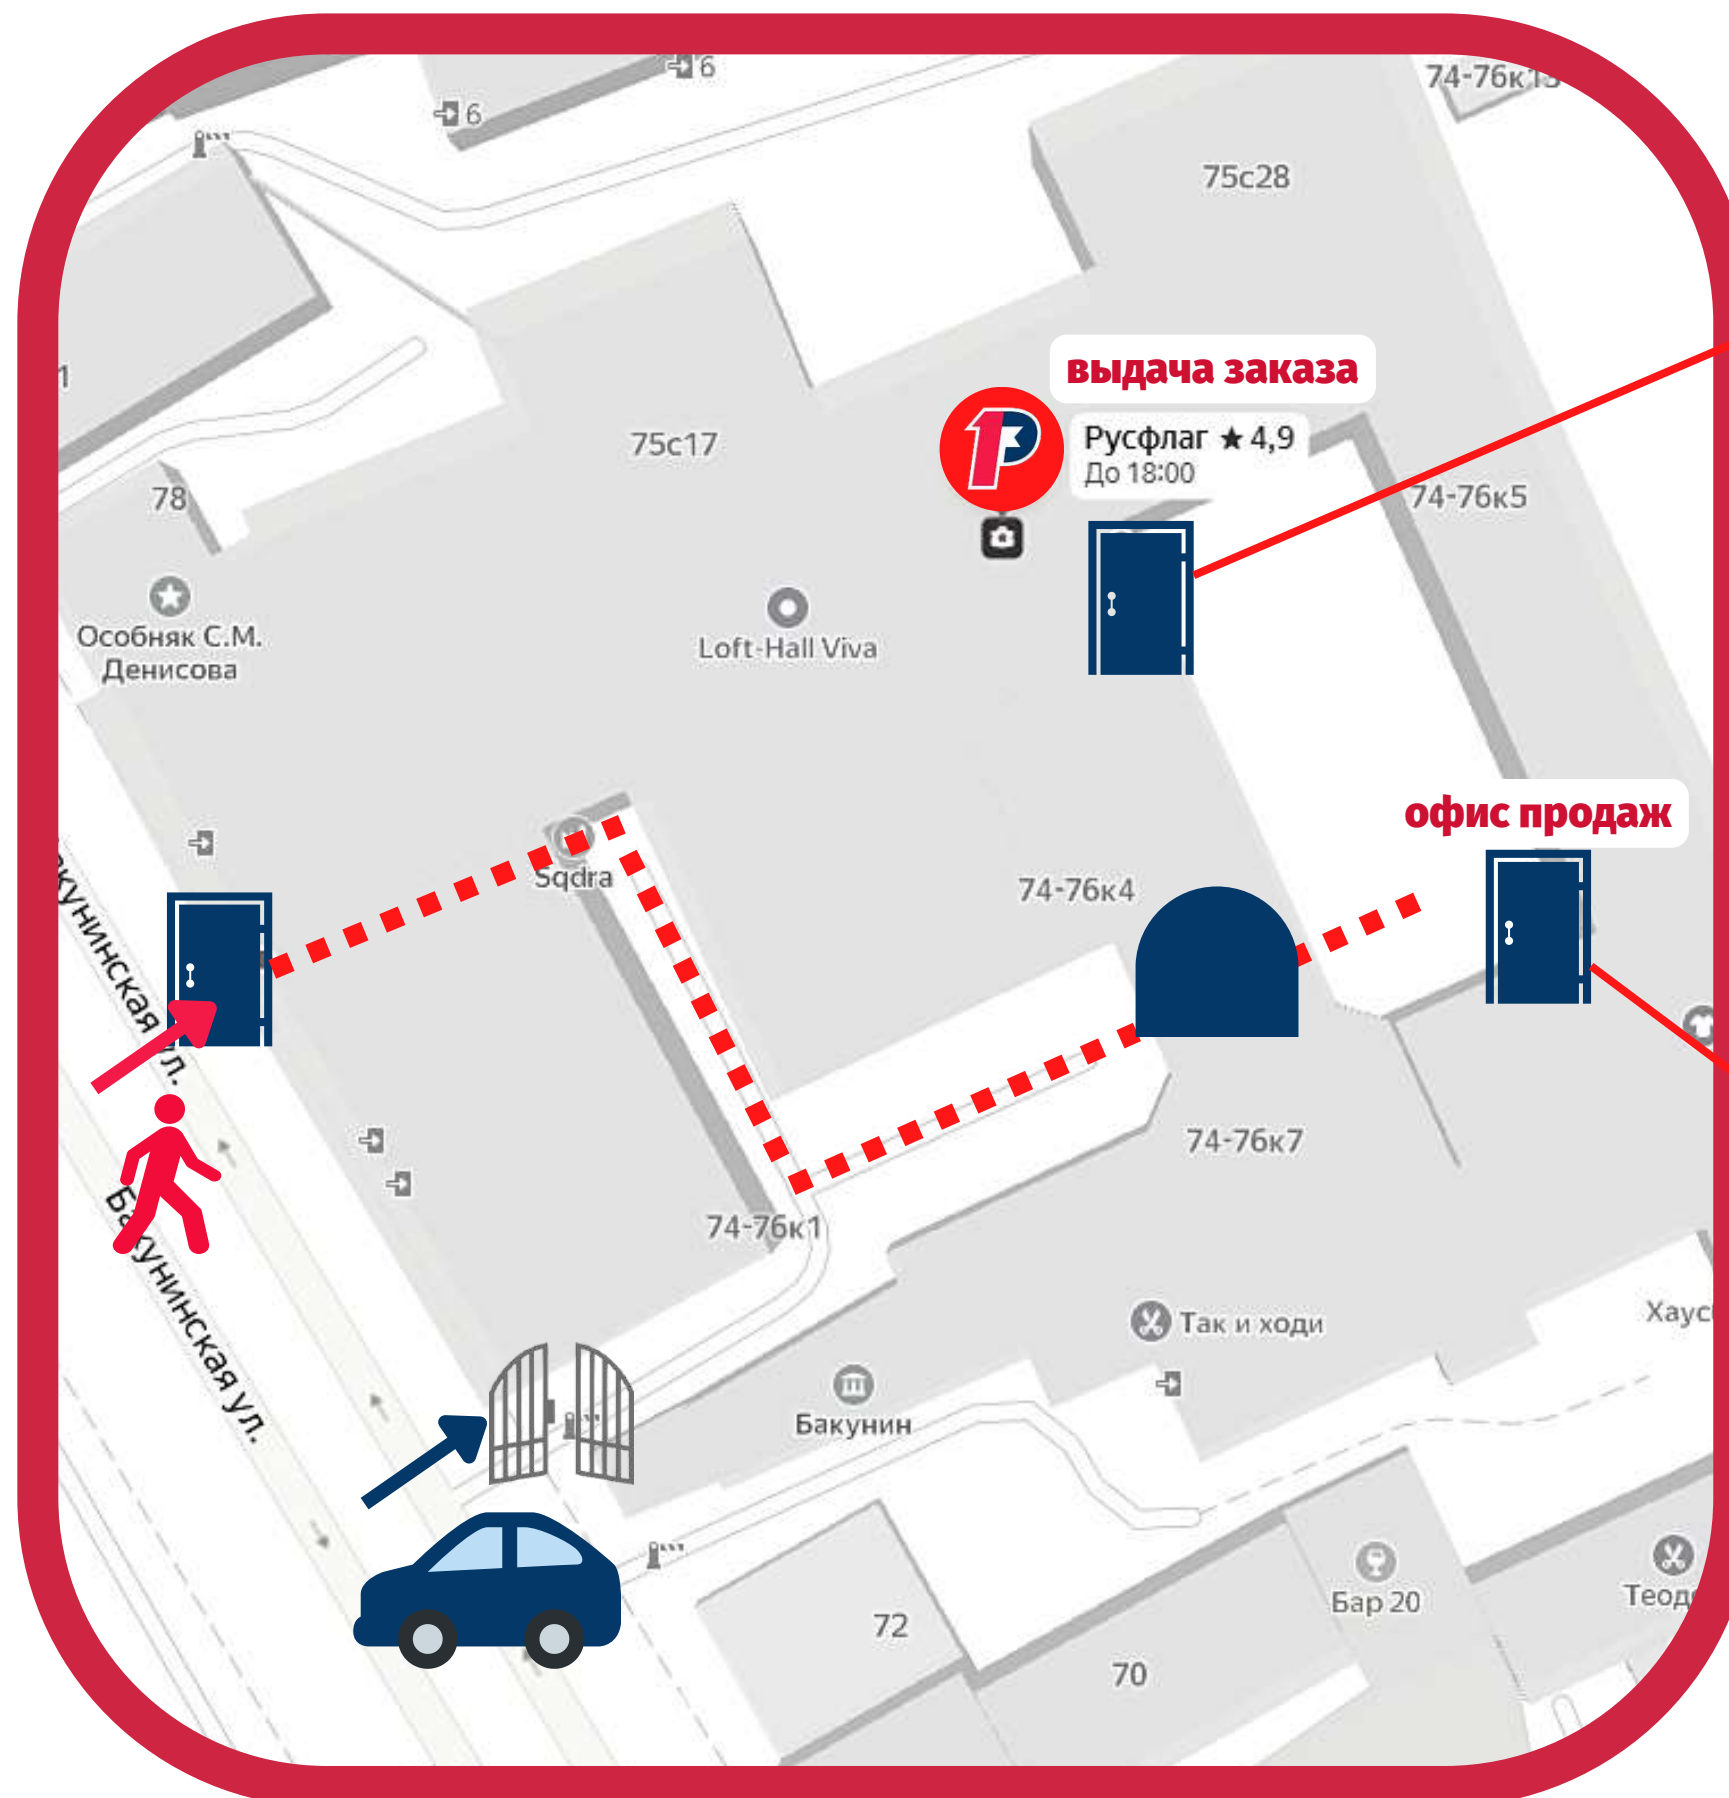 6
6
74-76к13
75с28
выдача заказа
Русфлаг ★ 4,9
До 18:00
1
75с17
74-76к5
78
Особняк С.М.
Денисова
Loft-Hall Viva
офис продаж
Sqdra
74-76к4
кунинская ул.
74-76к7
74-76к1
Бакунинская ул.
Так и ходи
Хаус
Бакунин
Бар 20
Теод
72
70